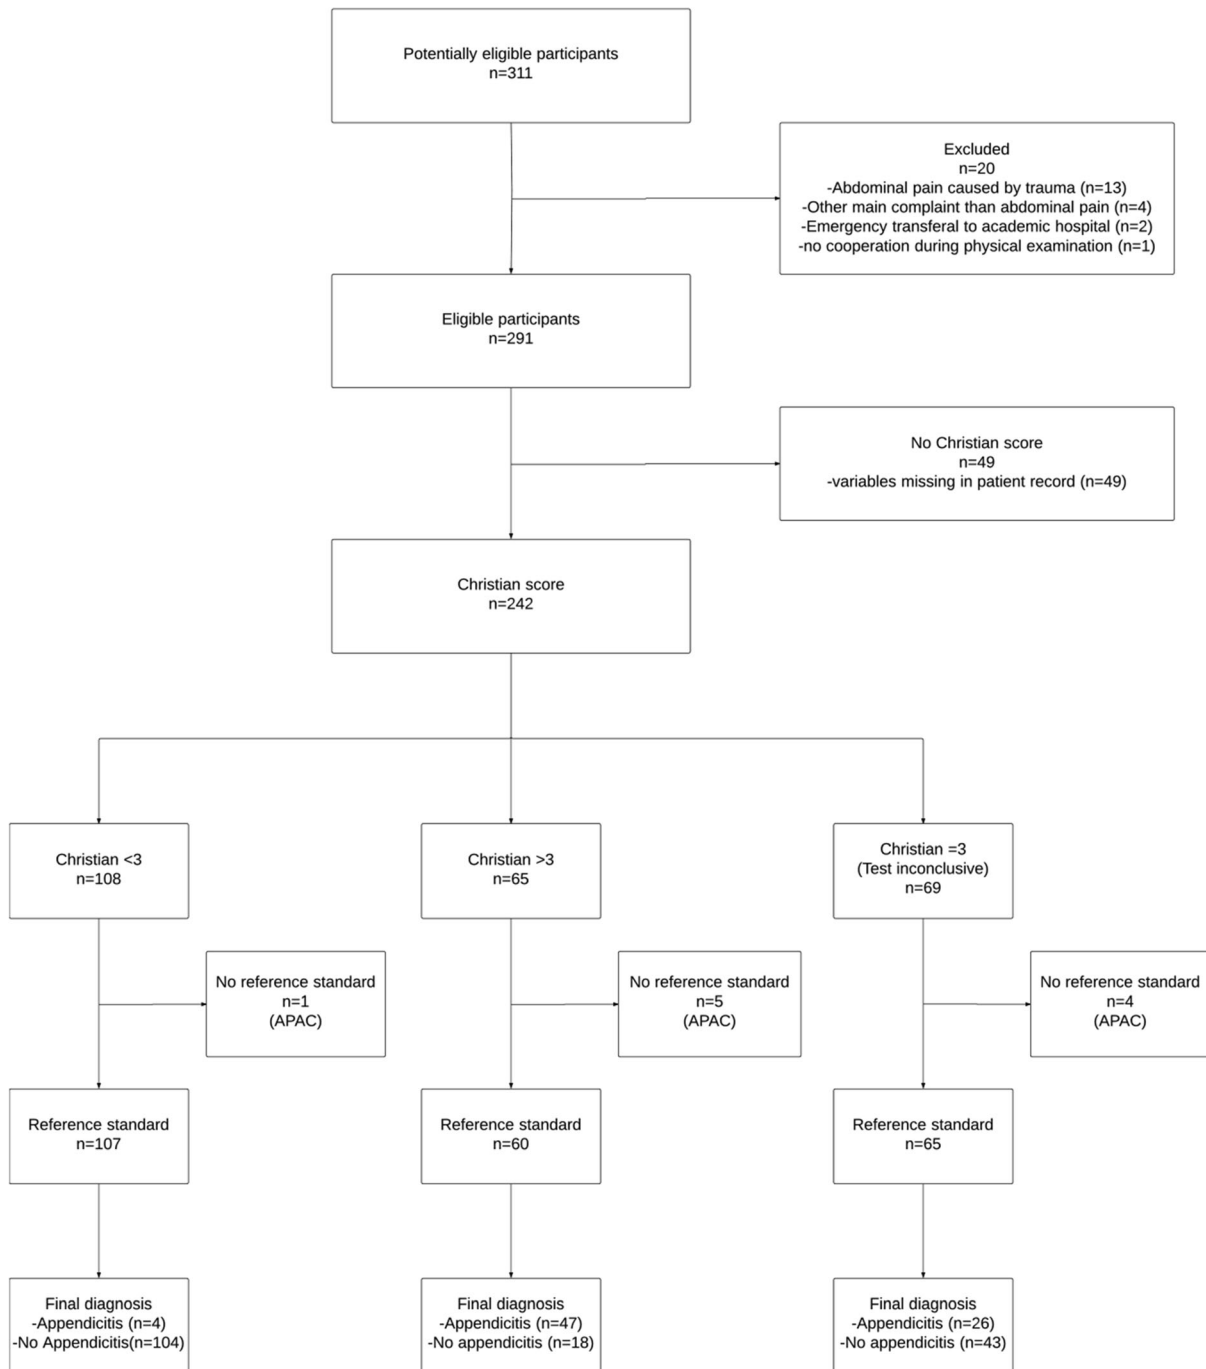 Potentially eligible participants
n=311
Excluded
n=20
-Abdominal pain caused by trauma (n=13)
-Other main complaint than abdominal pain (n=4)
-Emergency transferal to academic hospital (n=2)
-no cooperation during physical examination (n=1)
Eligible participants
n=291
No Christian score
n=49
-variables missing in patient record (n=49)
Christian score
n=242
Christian <3
n=108
Christian >3
n=65
Christian =3
(Test inconclusive)
n=69
No reference standard
n=1
(APAC)
No reference standard
n=5
(APAC)
No reference standard
n=4
(APAC)
Reference standard
n=107
Reference standard
n=60
Reference standard
n=65
Final diagnosis
-Appendicitis (n=4)
-No Appendicitis(n=104)
Final diagnosis
-Appendicitis (n=47)
-No appendicitis (n=18)
Final diagnosis
-Appendicitis (n=26)
-No appendicitis (n=43)